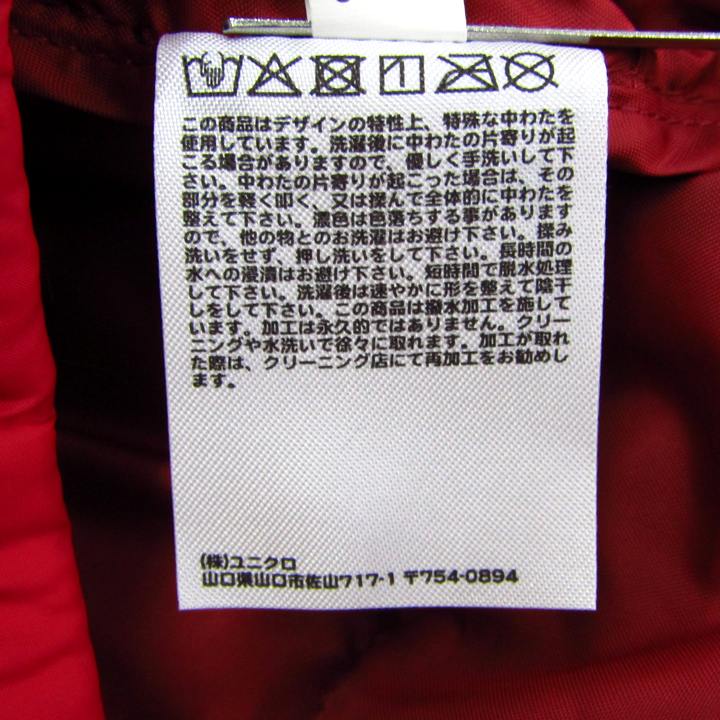 この商品はデザインの特性上、特殊な中わたを
使用しています。洗濯後に中わたの片寄りが起
こる場合がありますので、優しく手洗いして下
さい。中わたの片寄りが起こった場合は、その
部分を軽く叩く、又は揉んで全体的に中わたを
整えて下さい。濃色は色落ちする事があります
ので、他の物とのお洗濯はお避け下さい。揉み
洗いをせず、押し洗いをして下さい。長時間の
水への浸漬はお避け下さい。短時間で脱水処理
して下さい。洗濯後は速やかに形を整えて陰干
しをして下さい。この商品は撥水加工を施して
います。加工は永久的ではありません。クリー
ニングや水洗いで徐々に取れます。加工が取れ
た際は、クリーニング店にて再加工をお勧めし
ます。
(株)ユニクロ
山口県山口市佐山717-1 〒754-0894